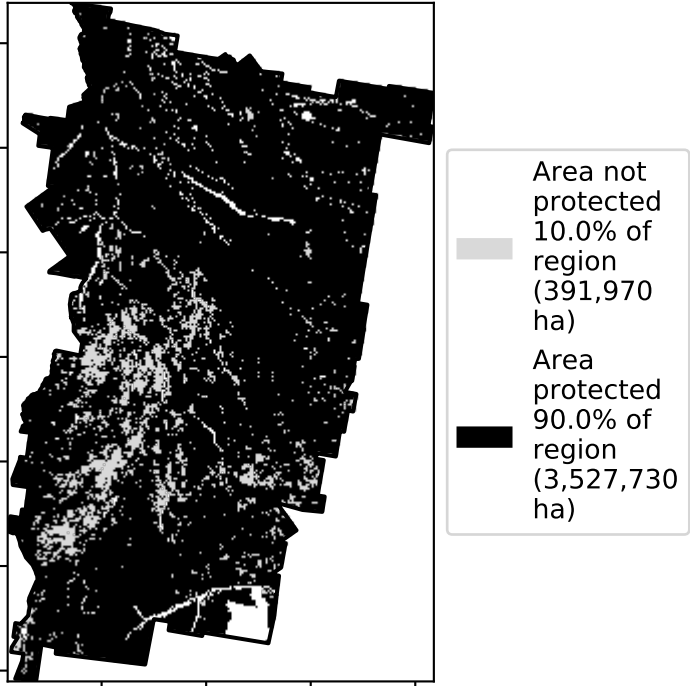 Area not
protected
10.0% of
region
(391,970
ha)
Area
protected
90.0% of
region
(3,527,730
ha)